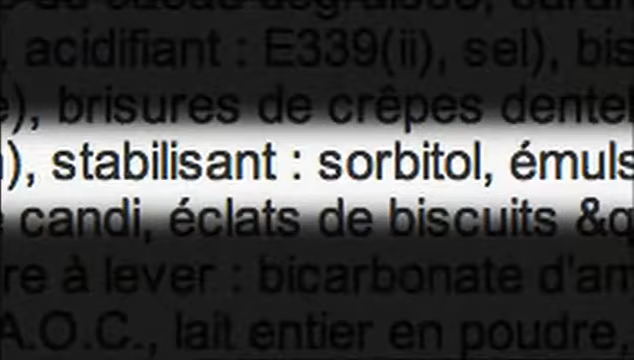 , acidifiant : E339(ii), sel), bis
), brisures de crêpes dentel
), stabilisant : sorbitol, émuls
candi, éclats de biscuits &q
re à lever : bicarbonate d'am
A.O.C., lait entier en poudre,